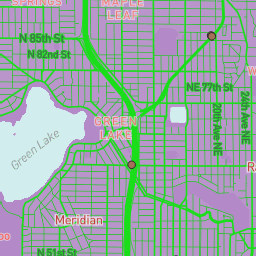 MAPLE
LEAF
SPRINGS
N 85th St
N 82nd St
NE 77th St
20th Ave NE
24th Ave NE
GREEN
LAKE
Green Lake
Meridian
N 51st St